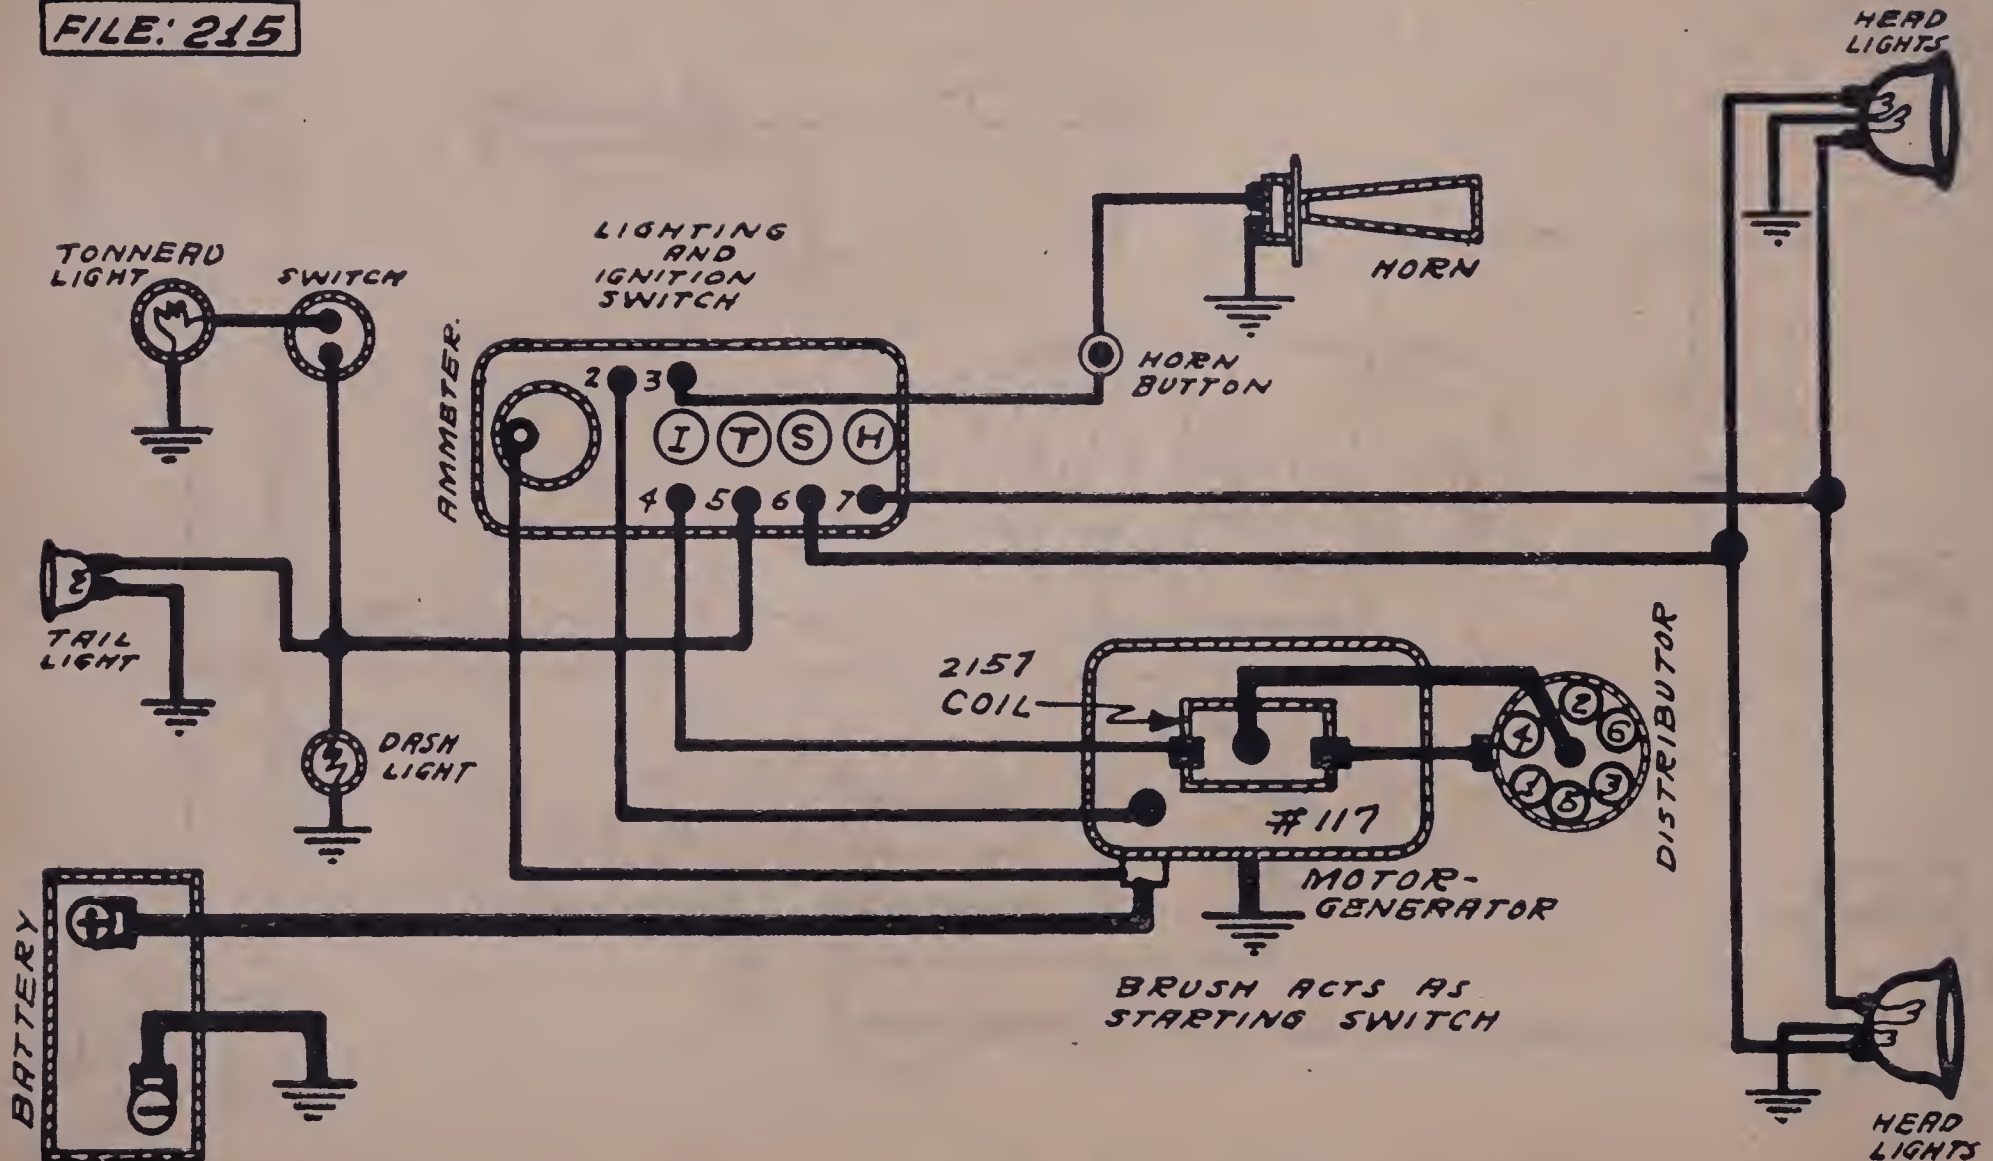 FILE: 215
HEAD
LIGHTS
LIGHTING
AND
IGNITION
SWITCH
TONNEAU
LIGHT
SWITCH
HORN
AMMETER.
HORN
BUTTON
2 3
I T S H
4 5 6 7
TAIL
LIGHT
2157
COIL
DASH
LIGHT
2
4 6
1 5 3
DISTRIBUTOR
#117
MOTOR-
GENERATOR
BATTERY
+
-
BRUSH ACTS AS
STARTING SWITCH
HEAD
LIGHTS